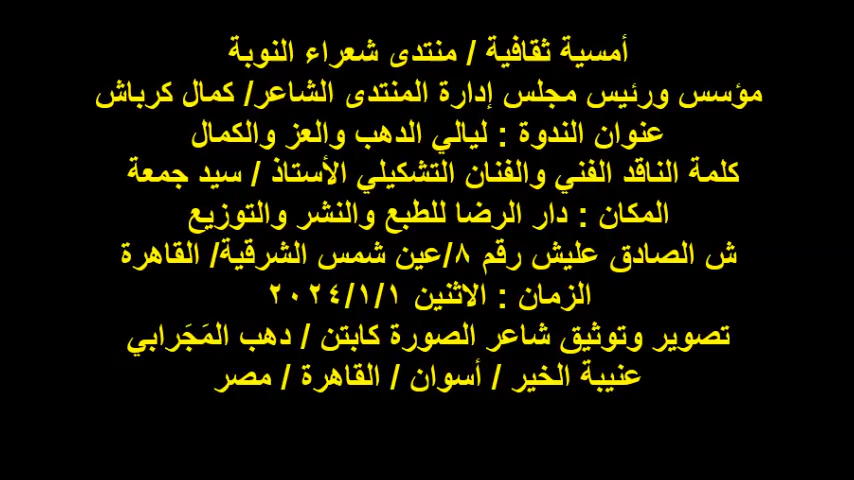 أمسية ثقافية / منتدى شعراء النوبة
مؤسس ورئيس مجلس إدارة المنتدى الشاعر/ كمال كرباش
عنوان الندوة : ليالي الدهب والعز والكمال
كلمة الناقد الفني والفنان التشكيلي الأستاذ / سيد جمعة
المكان : دار الرضا للطبع والنشر والتوزيع
ش الصادق عليش رقم ٨/عين شمس الشرقية/ القاهرة
الزمان : الاثنين ٢٠٢٤/١/١
تصوير وتوثيق شاعر الصورة كابتن / دهب المَجَرابي
عنيبة الخير / أسوان / القاهرة / مصر